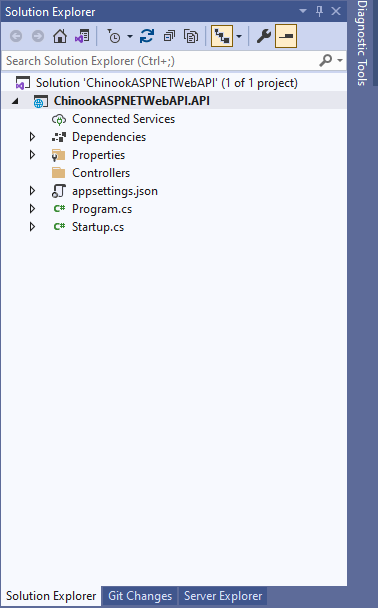 Solution Explorer
Diagnostic Tools
Search Solution Explorer (Ctrl+;)
Solution 'ChinookASPNETWebAPI' (1 of 1 project)
ChinookASPNETWebAPI.API
Connected Services
Dependencies
Properties
Controllers
appsettings.json
C# Program.cs
C# Startup.cs
Solution Explorer Git Changes Server Explorer